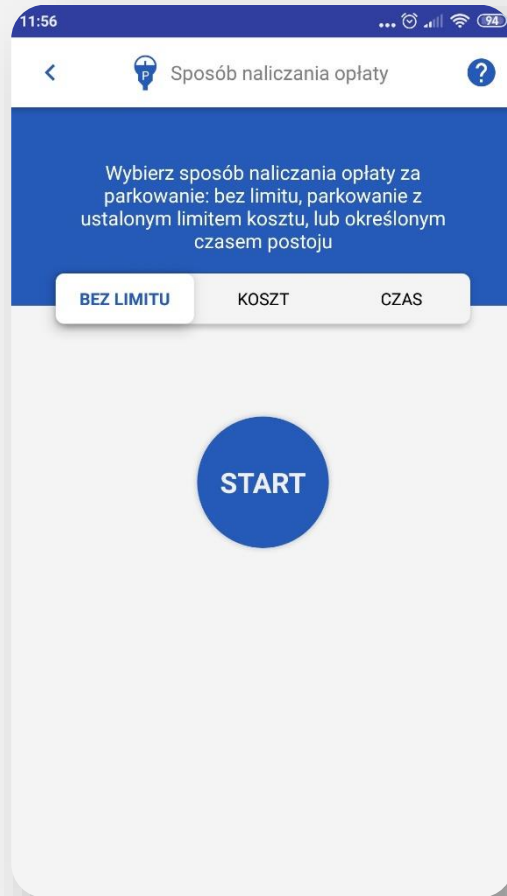 11:56
94
P Sposób naliczania opłaty ?
Wybierz sposób naliczania opłaty za
parkowanie: bez limitu, parkowanie z
ustalonym limitem kosztu, lub określonym
czasem postoju
BEZ LIMITU KOSZT CZAS
START